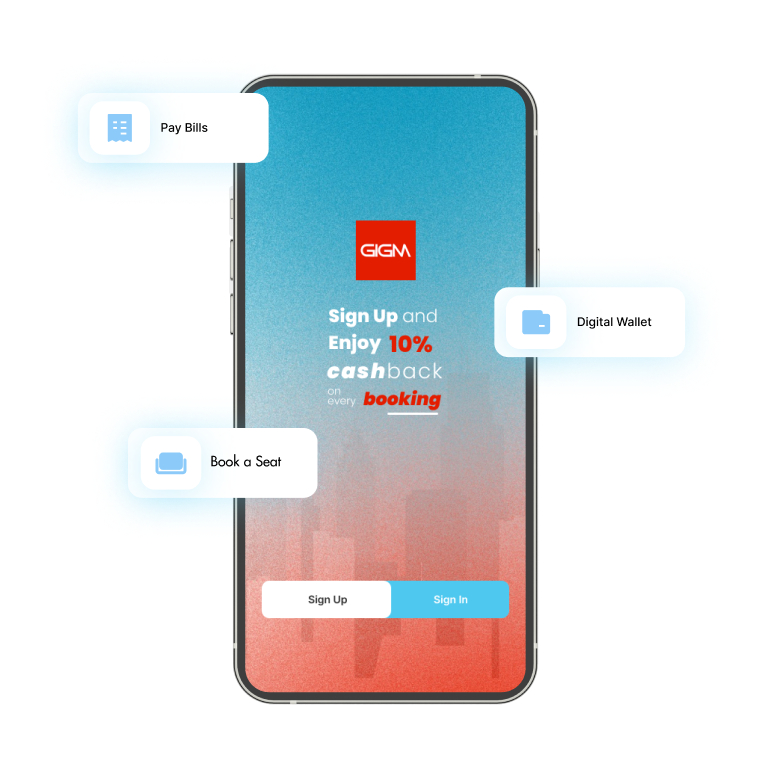 Pay Bills
GIGM
Sign Up and
Enjoy 10%
cashback
on
every booking
Digital Wallet
Book a Seat
Sign Up
Sign In